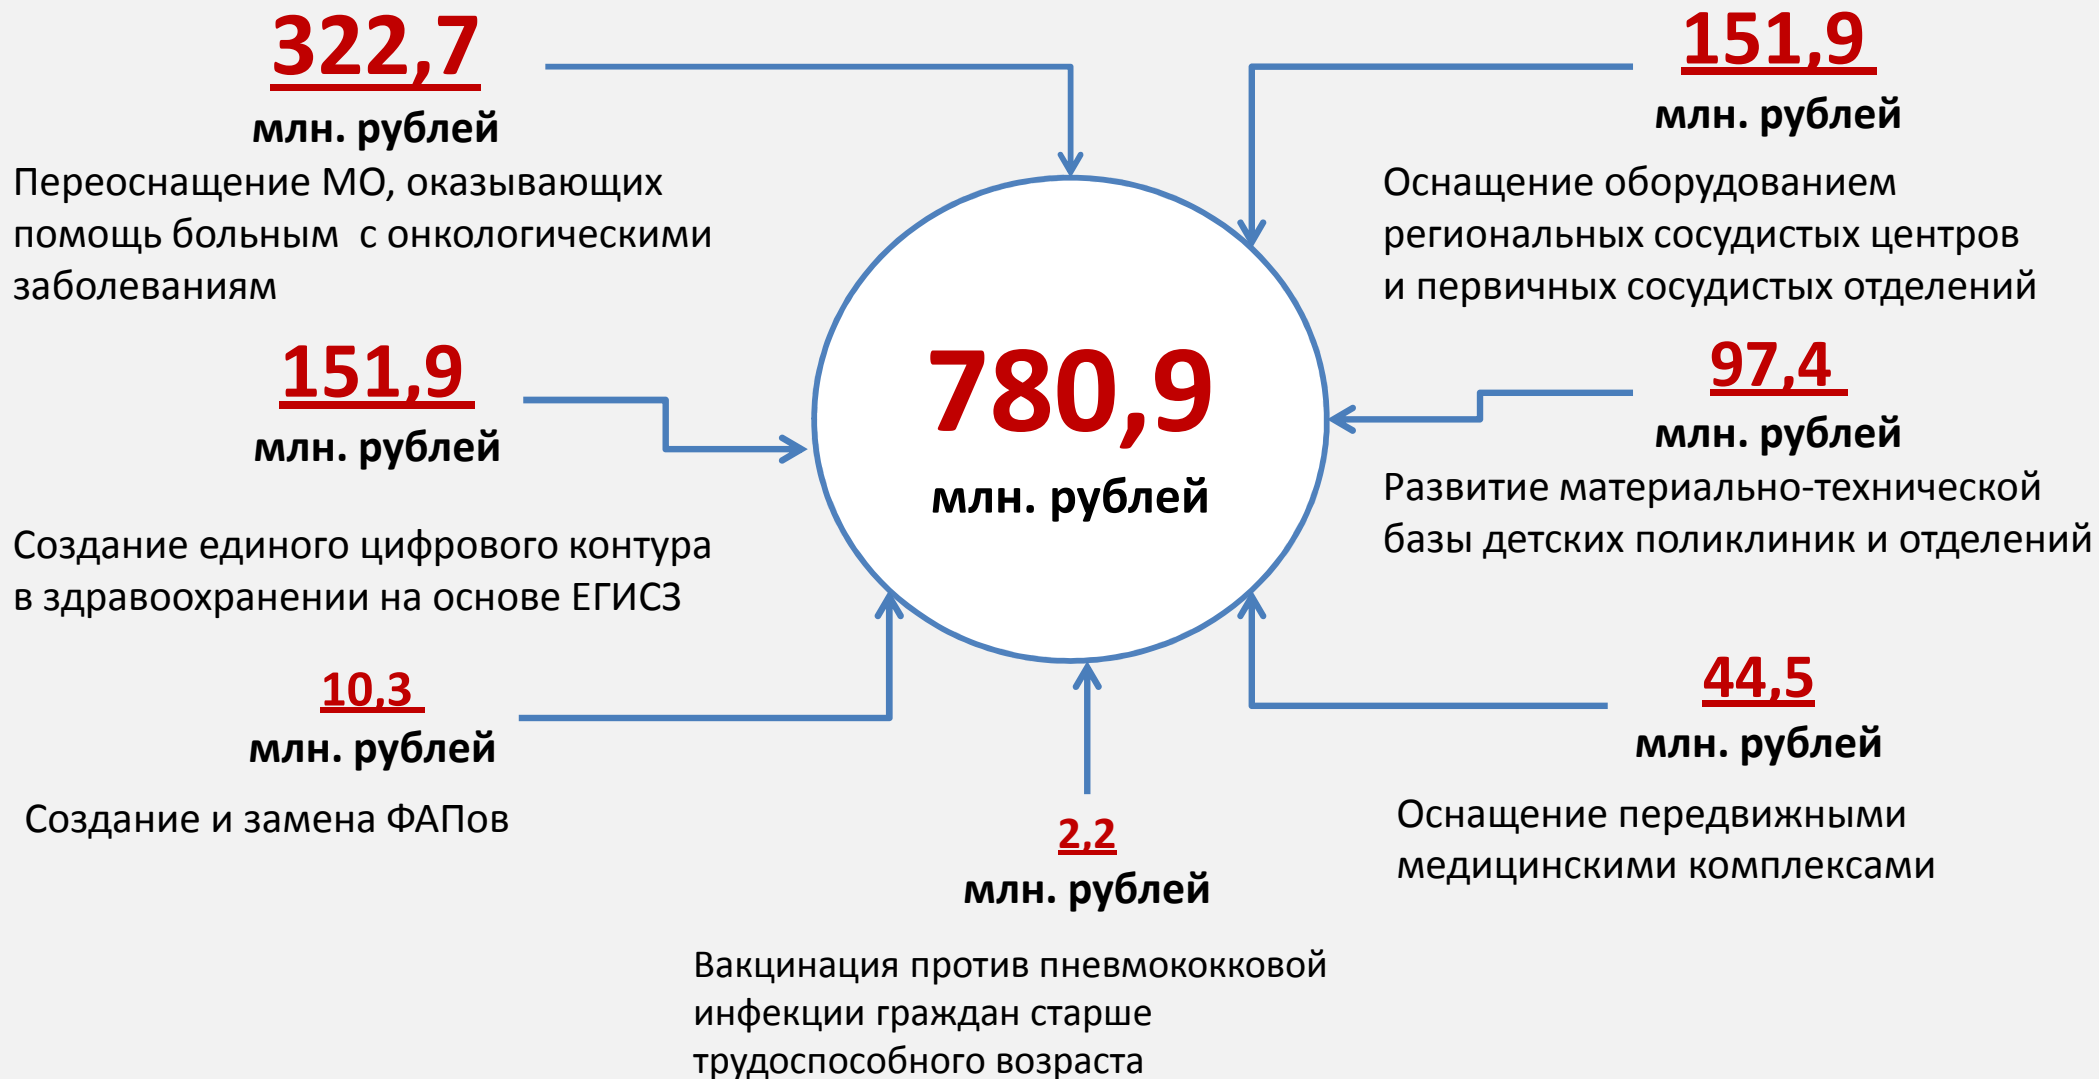 322,7
млн. рублей
Переоснащение МО, оказывающих
помощь больным с онкологическими
заболеваниям
151,9
млн. рублей
Создание единого цифрового контура
в здравоохранении на основе ЕГИСЗ
10,3
млн. рублей
Создание и замена ФАПов
780,9
млн. рублей
2,2
млн. рублей
Вакцинация против пневмококковой
инфекции граждан старше
трудоспособного возраста
151,9
млн. рублей
Оснащение оборудованием
региональных сосудистых центров
и первичных сосудистых отделений
97,4
млн. рублей
Развитие материально-технической
базы детских поликлиник и отделений
44,5
млн. рублей
Оснащение передвижными
медицинскими комплексами